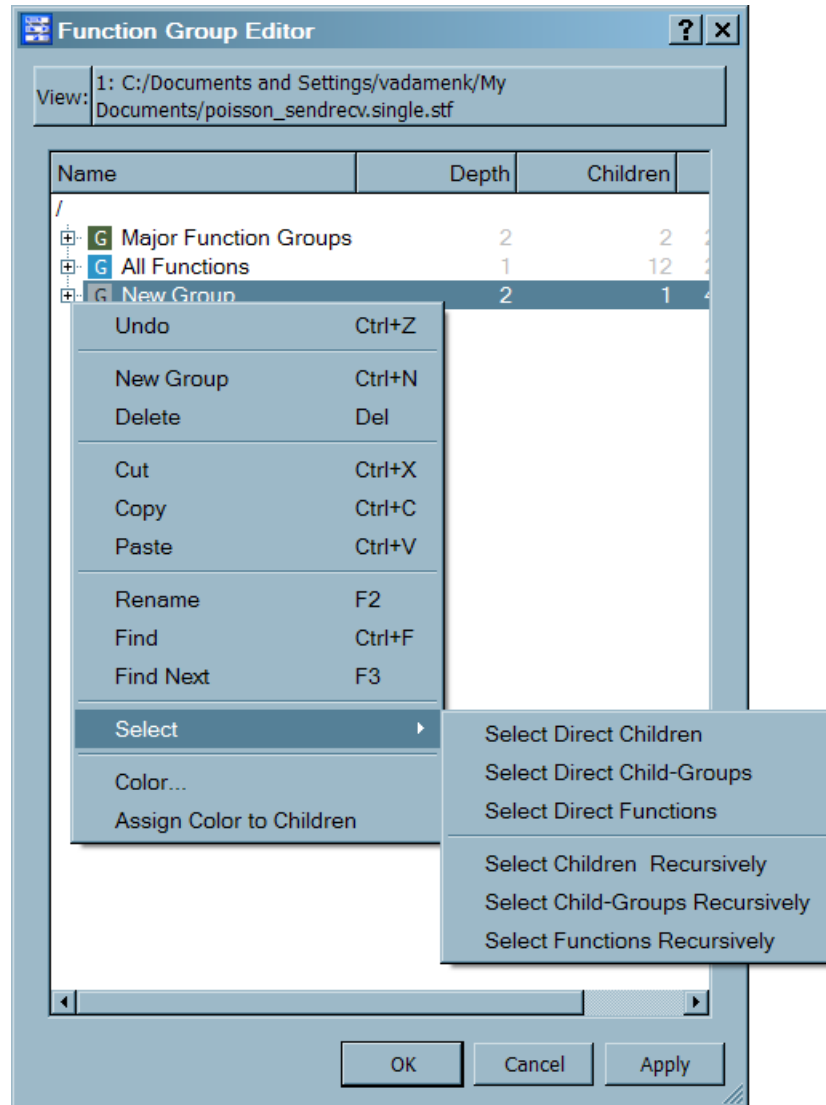 Function Group Editor
View: 1: C:/Documents and Settings/vadamenk/My
Documents/poisson_sendrecv.single.stf
Name Depth Children
/
G Major Function Groups 2 2
G All Functions 1 12
G New Group 2 1
Undo Ctrl+Z
New Group Ctrl+N
Delete Del
Cut Ctrl+X
Copy Ctrl+C
Paste Ctrl+V
Rename F2
Find Ctrl+F
Find Next F3
Select
Color...
Assign Color to Children
Select Direct Children
Select Direct Child-Groups
Select Direct Functions
Select Children Recursively
Select Child-Groups Recursively
Select Functions Recursively
OK Cancel Apply